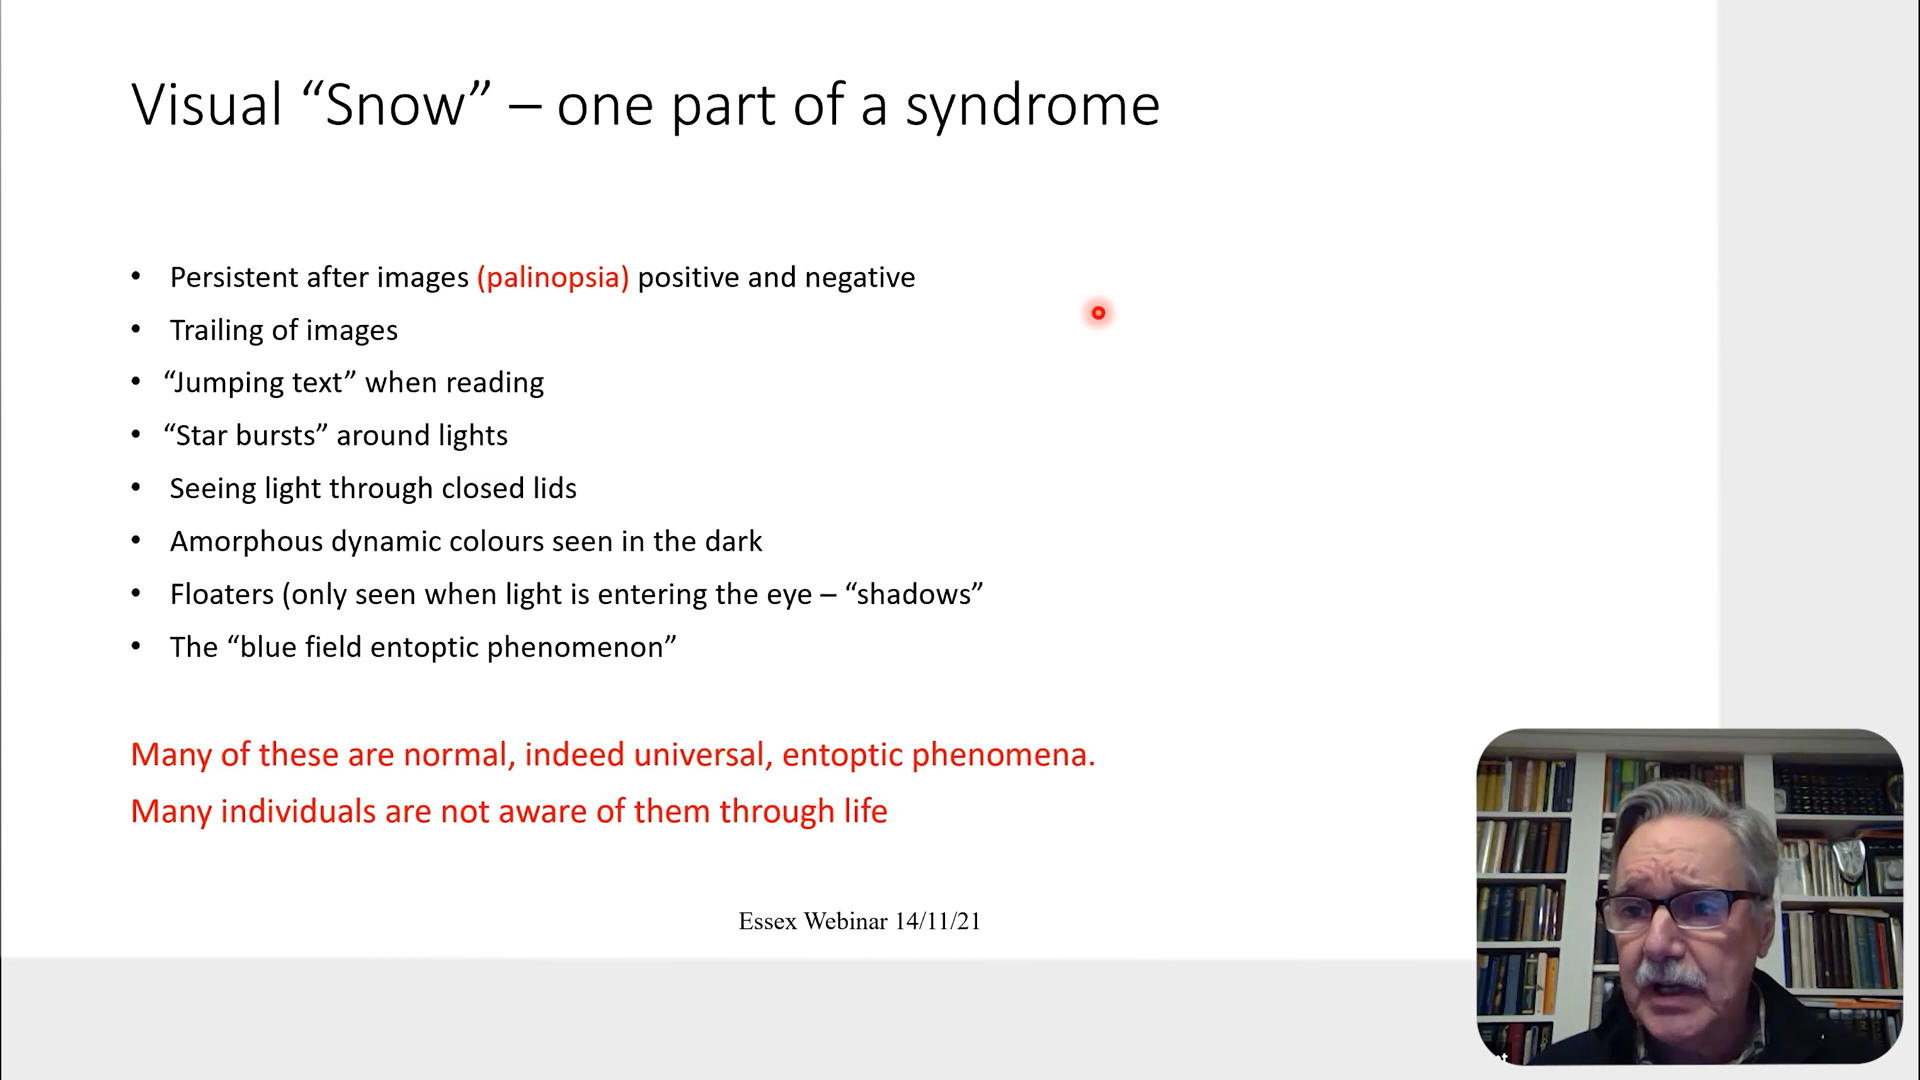 Visual “Snow” – one part of a syndrome
• Persistent after images (palinopsia) positive and negative
• Trailing of images
• “Jumping text” when reading
• “Star bursts” around lights
• Seeing light through closed lids
• Amorphous dynamic colours seen in the dark
• Floaters (only seen when light is entering the eye – “shadows”
• The “blue field entoptic phenomenon”
Many of these are normal, indeed universal, entoptic phenomena.
Many individuals are not aware of them through life
Essex Webinar 14/11/21